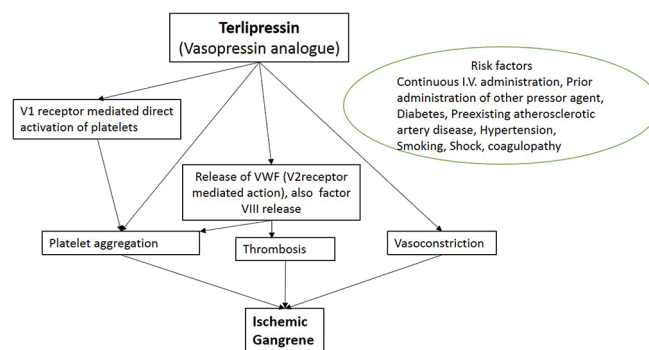 Terlipressin
(Vasopressin analogue)
Risk factors
Continuous I.V. administration, Prior
administration of other pressor agent,
Diabetes, Preexisting atherosclerotic
artery disease, Hypertension,
Smoking, Shock, coagulopathy
V1 receptor mediated direct
activation of platelets
Release of VWF (V2receptor
mediated action), also factor
VIII release
Platelet aggregation
Thrombosis
Vasoconstriction
Ischemic
Gangrene